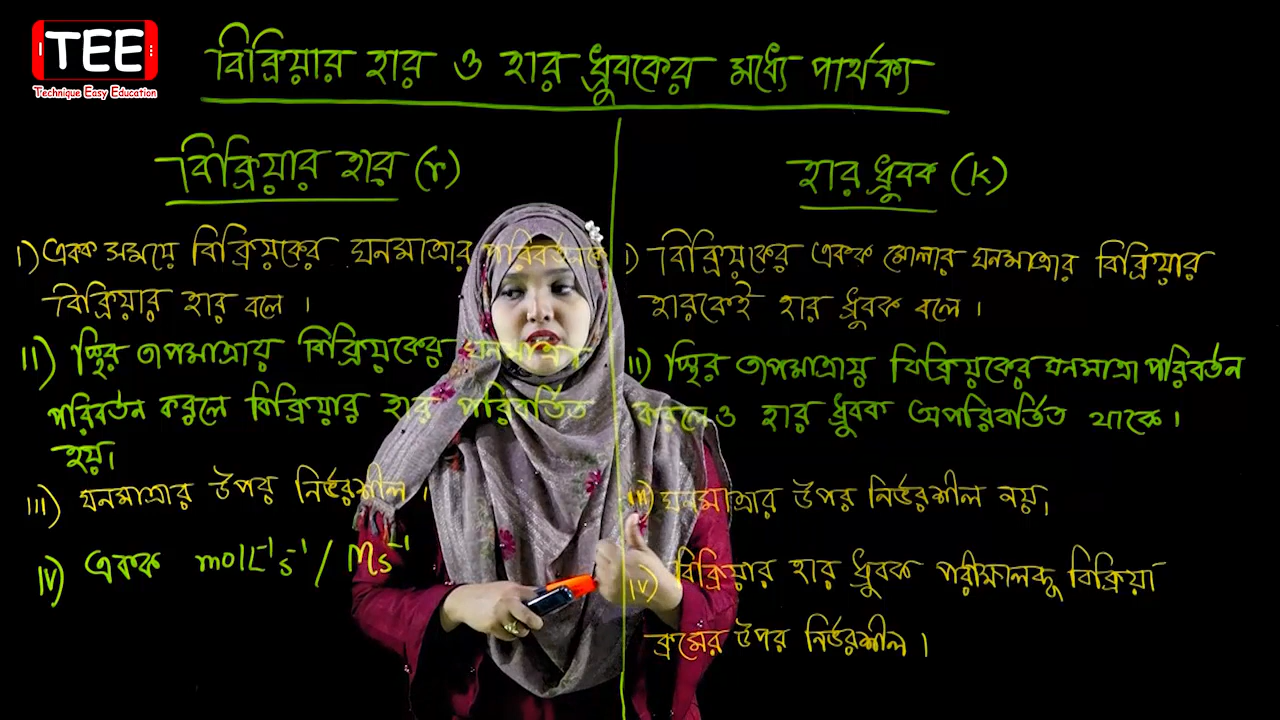 TEE
Technique Easy Education
বিক্রিয়ার হার ও হার ধ্রুবকের মধ্যে পার্থক্য
বিক্রিয়ার হার (r)
i) একক সময়ে বিক্রিয়কের ঘনমাত্রার পরিবর্তনকে
বিক্রিয়ার হার বলে ।
ii) স্থির তাপমাত্রায় বিক্রিয়কের ঘনমাত্রা
পরিবর্তন করলে বিক্রিয়ার হার পরিবর্তিত
হয়।
iii) ঘনমাত্রার উপর নির্ভরশীল ।
iv) একক molL⁻¹s⁻¹ / Ms⁻¹
হার ধ্রুবক (k)
i) বিক্রিয়কের একক মোলার ঘনমাত্রার বিক্রিয়ার
হারকেই হার ধ্রুবক বলে ।
ii) স্থির তাপমাত্রায় বিক্রিয়কের ঘনমাত্রা পরিবর্তন
করলেও হার ধ্রুবক অপরিবর্তিত থাকে ।
iii) ঘনমাত্রার উপর নির্ভরশীল নয়।
iv) বিক্রিয়ার হার ধ্রুবক পরীক্ষালব্ধ বিক্রিয়া
ক্রমের উপর নির্ভরশীল ।